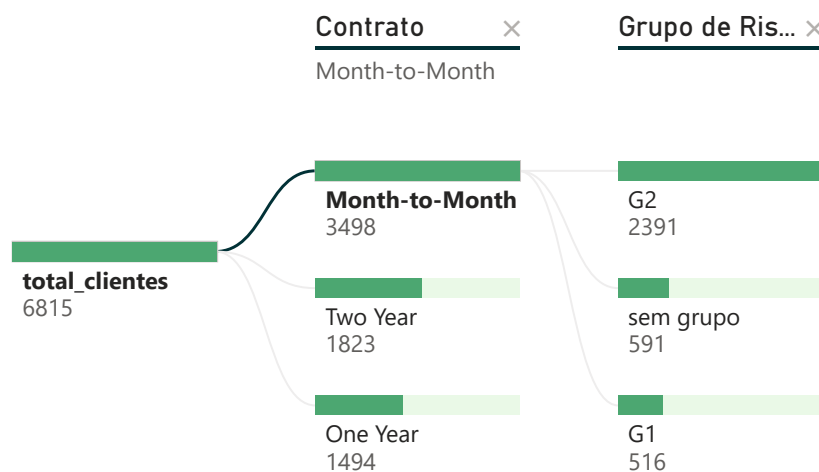 Contrato
Grupo de Ris...
Month-to-Month
total_clientes
6815
Month-to-Month
3498
Two Year
1823
One Year
1494
G2
2391
sem grupo
591
G1
516